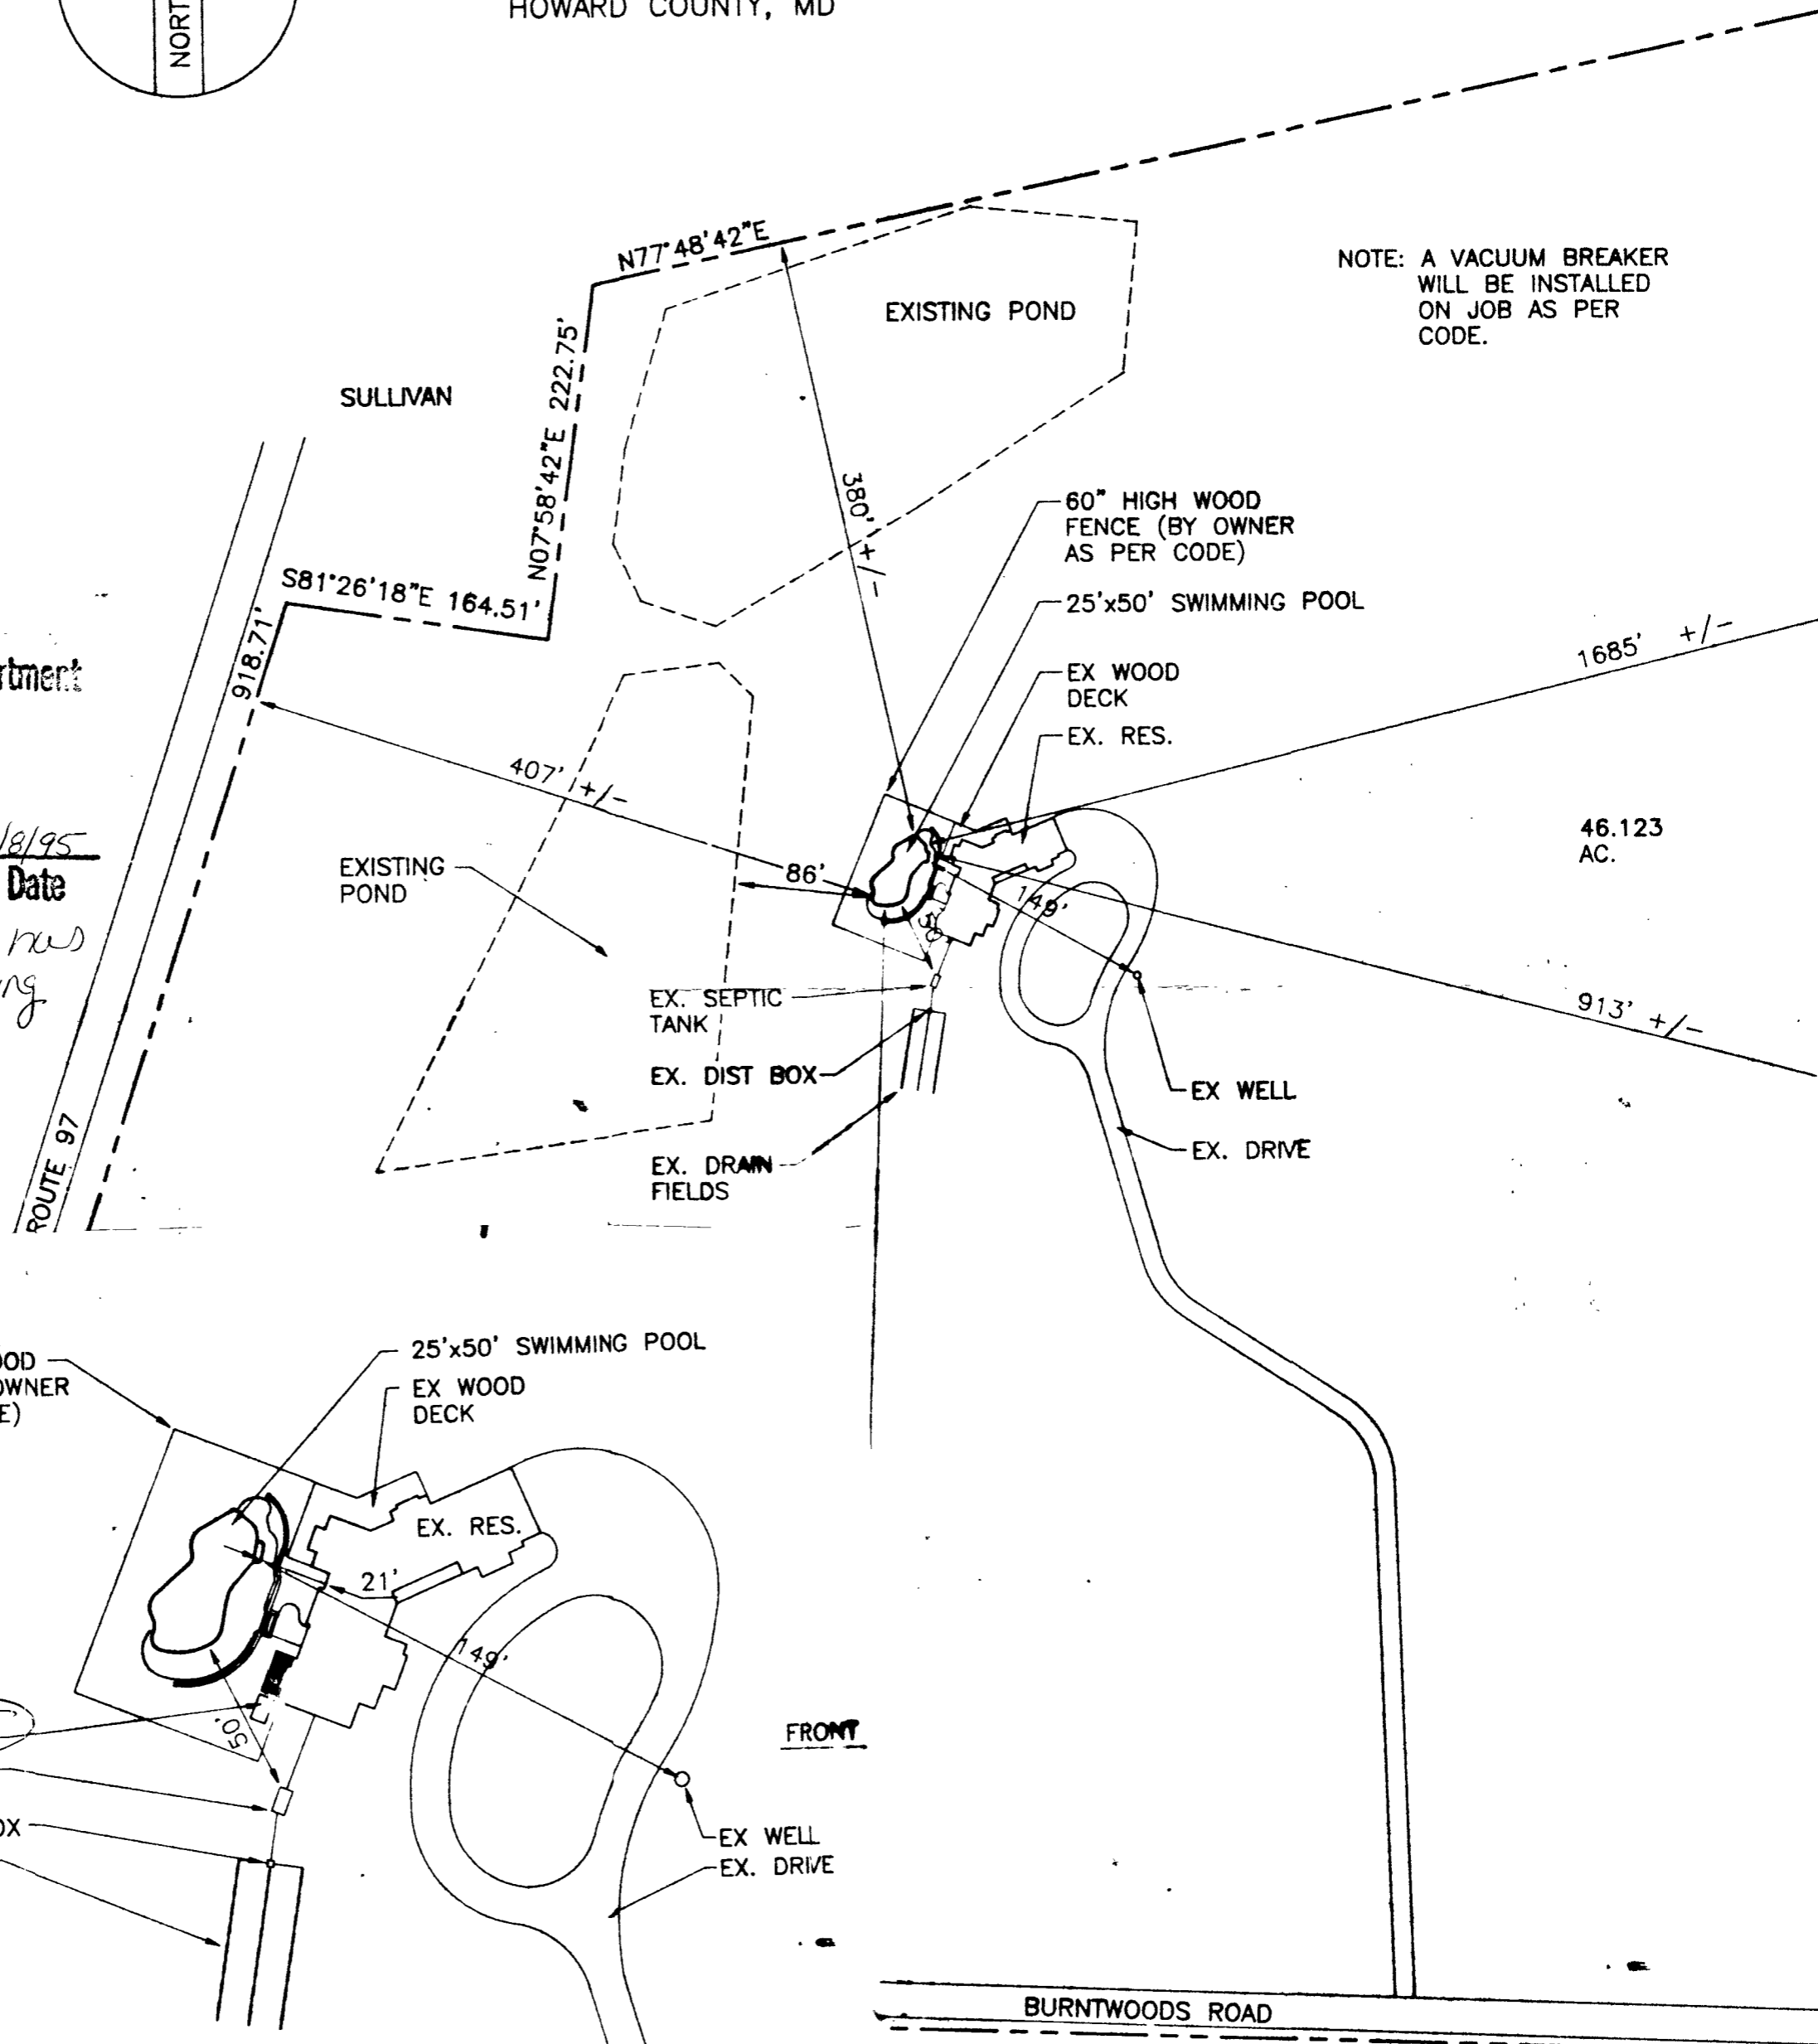 HOWARD COUNTY, MD
NORT
N77°48'42"E
NOTE: A VACUUM BREAKER
WILL BE INSTALLED
ON JOB AS PER
CODE.
EXISTING POND
SULLIVAN
N07°58'42"E 222.75'
380' +/-
60" HIGH WOOD
FENCE (BY OWNER
AS PER CODE)
S81°26'18"E 164.51'
25'x50' SWIMMING POOL
918.71'
1685' +/-
rtment
EX WOOD
DECK
EX. RES.
407' +/-
46.123
AC.
/8/95
Date
EXISTING
POND
86'
149'
EX. SEPTIC
TANK
913' +/-
EX. DIST BOX
EX WELL
EX. DRIVE
EX. DRAIN
FIELDS
ROUTE 97
25'x50' SWIMMING POOL
OOD
OWNER
E)
EX WOOD
DECK
EX. RES.
21'
149'
50'
FRONT
OX
EX WELL
EX. DRIVE
BURNTWOODS ROAD